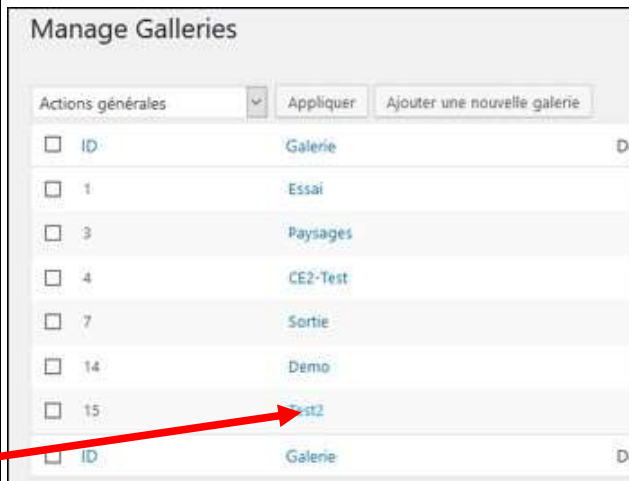 Manage Galleries
Actions générales Appliquer Ajouter une nouvelle galerie
ID Galerie D
1 Essai
3 Paysages
4 CE2-Test
7 Sortie
14 Demo
15 Test2
ID Galerie D